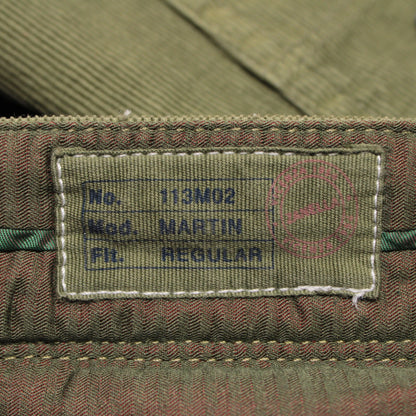 No. 113M02
Mod. MARTIN
Fit. REGULAR